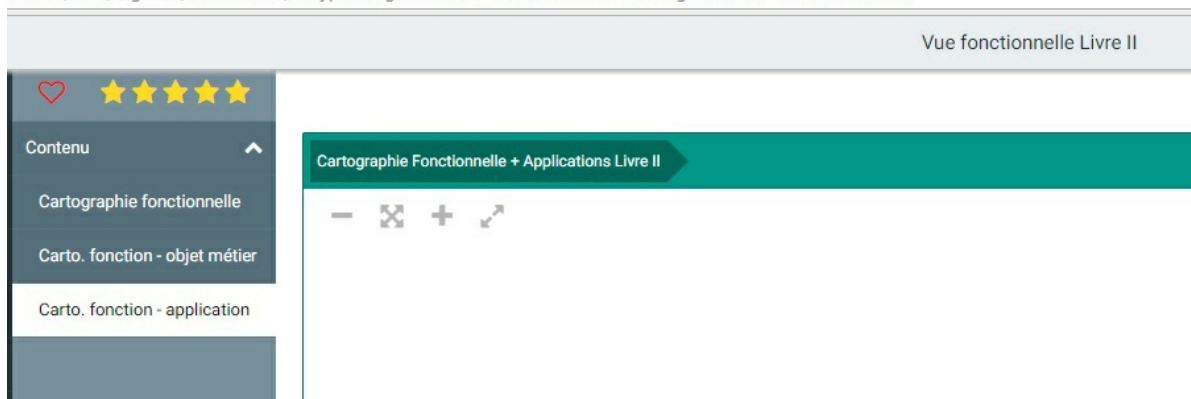 Vue fonctionnelle Livre II
Contenu
Cartographie fonctionnelle
Carto. fonction - objet métier
Carto. fonction - application
Cartographie Fonctionnelle + Applications Livre II